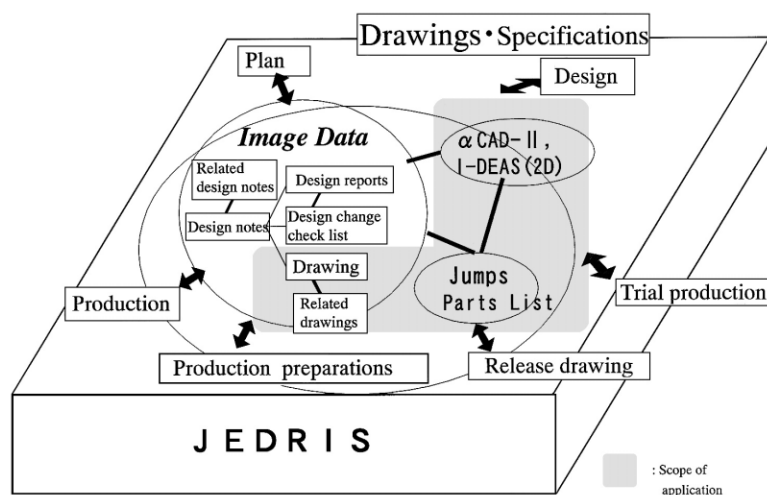 Drawings・Specifications
Plan
Design
Image Data
αCAD-II,
I-DEAS(2D)
Related
design notes
Design reports
Design notes
Design change
check list
Drawing
Related
drawings
Jumps
Parts List
Production
Trial production
Production preparations
Release drawing
JEDRIS
: Scope of
application